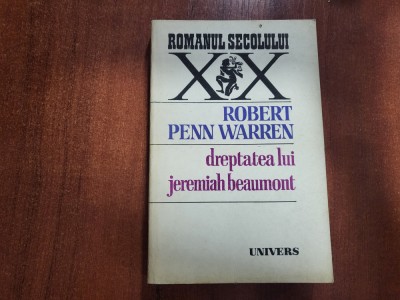 ROMANUL SECOLULUI
XX
ROBERT
PENN WARREN
dreptatea lui
jeremiah beaumont
UNIVERS